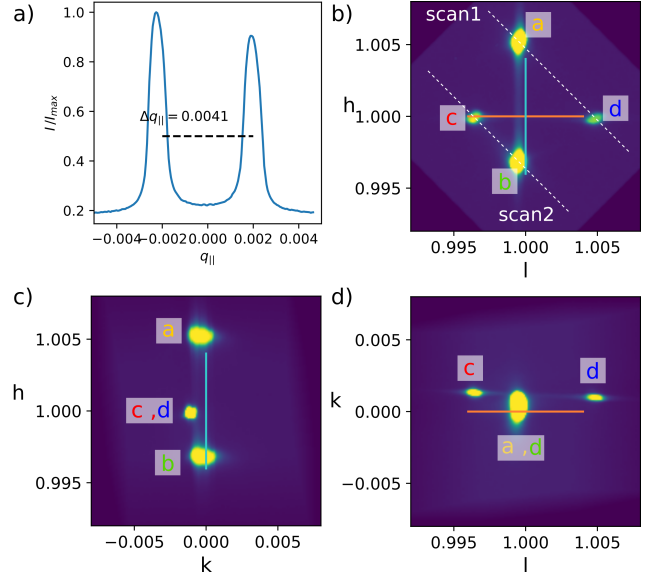 a)
1.0
0.8
0.6
0.4
0.2
I/I_max
Δq_|| = 0.0041
−0.004 −0.002 0.000 0.002 0.004
q_||
b)
scan1
a
1.005
h 1.000
c
d
0.995
b
scan2
0.995 1.000 1.005
l
c)
a
1.005
h
1.000
c ,d
b
0.995
−0.005 0.000 0.005
k
d)
0.005
c
d
k 0.000
a ,d
−0.005
0.995 1.000 1.005
l